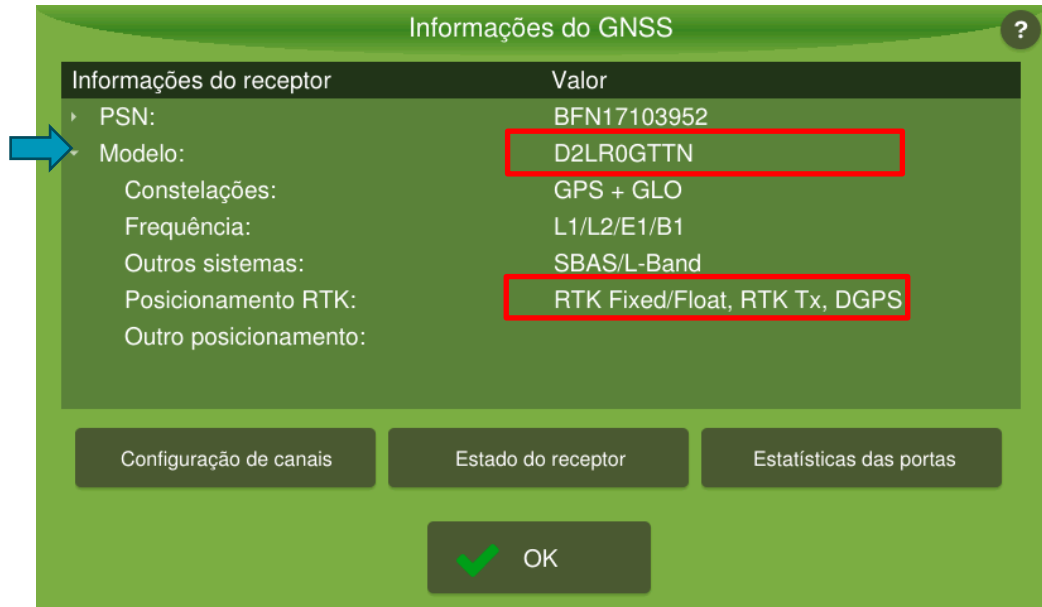 Informações do GNSS
?
Informações do receptor Valor
PSN: BFN17103952
Modelo: D2LR0GTTN
Constelações: GPS + GLO
Frequência: L1/L2/E1/B1
Outros sistemas: SBAS/L-Band
Posicionamento RTK: RTK Fixed/Float, RTK Tx, DGPS
Outro posicionamento:
Configuração de canais Estado do receptor Estatísticas das portas
OK